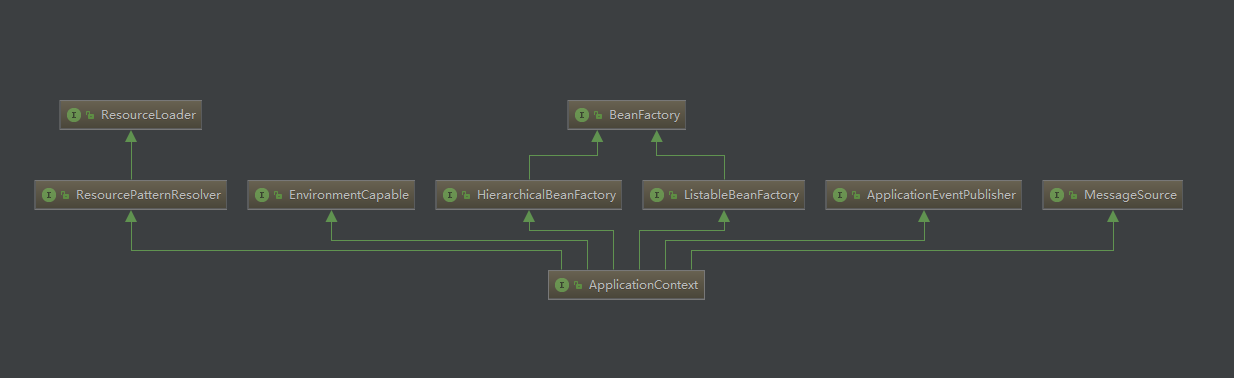 ResourceLoader
BeanFactory
ResourcePatternResolver
EnvironmentCapable
HierarchicalBeanFactory
ListableBeanFactory
ApplicationEventPublisher
MessageSource
ApplicationContext